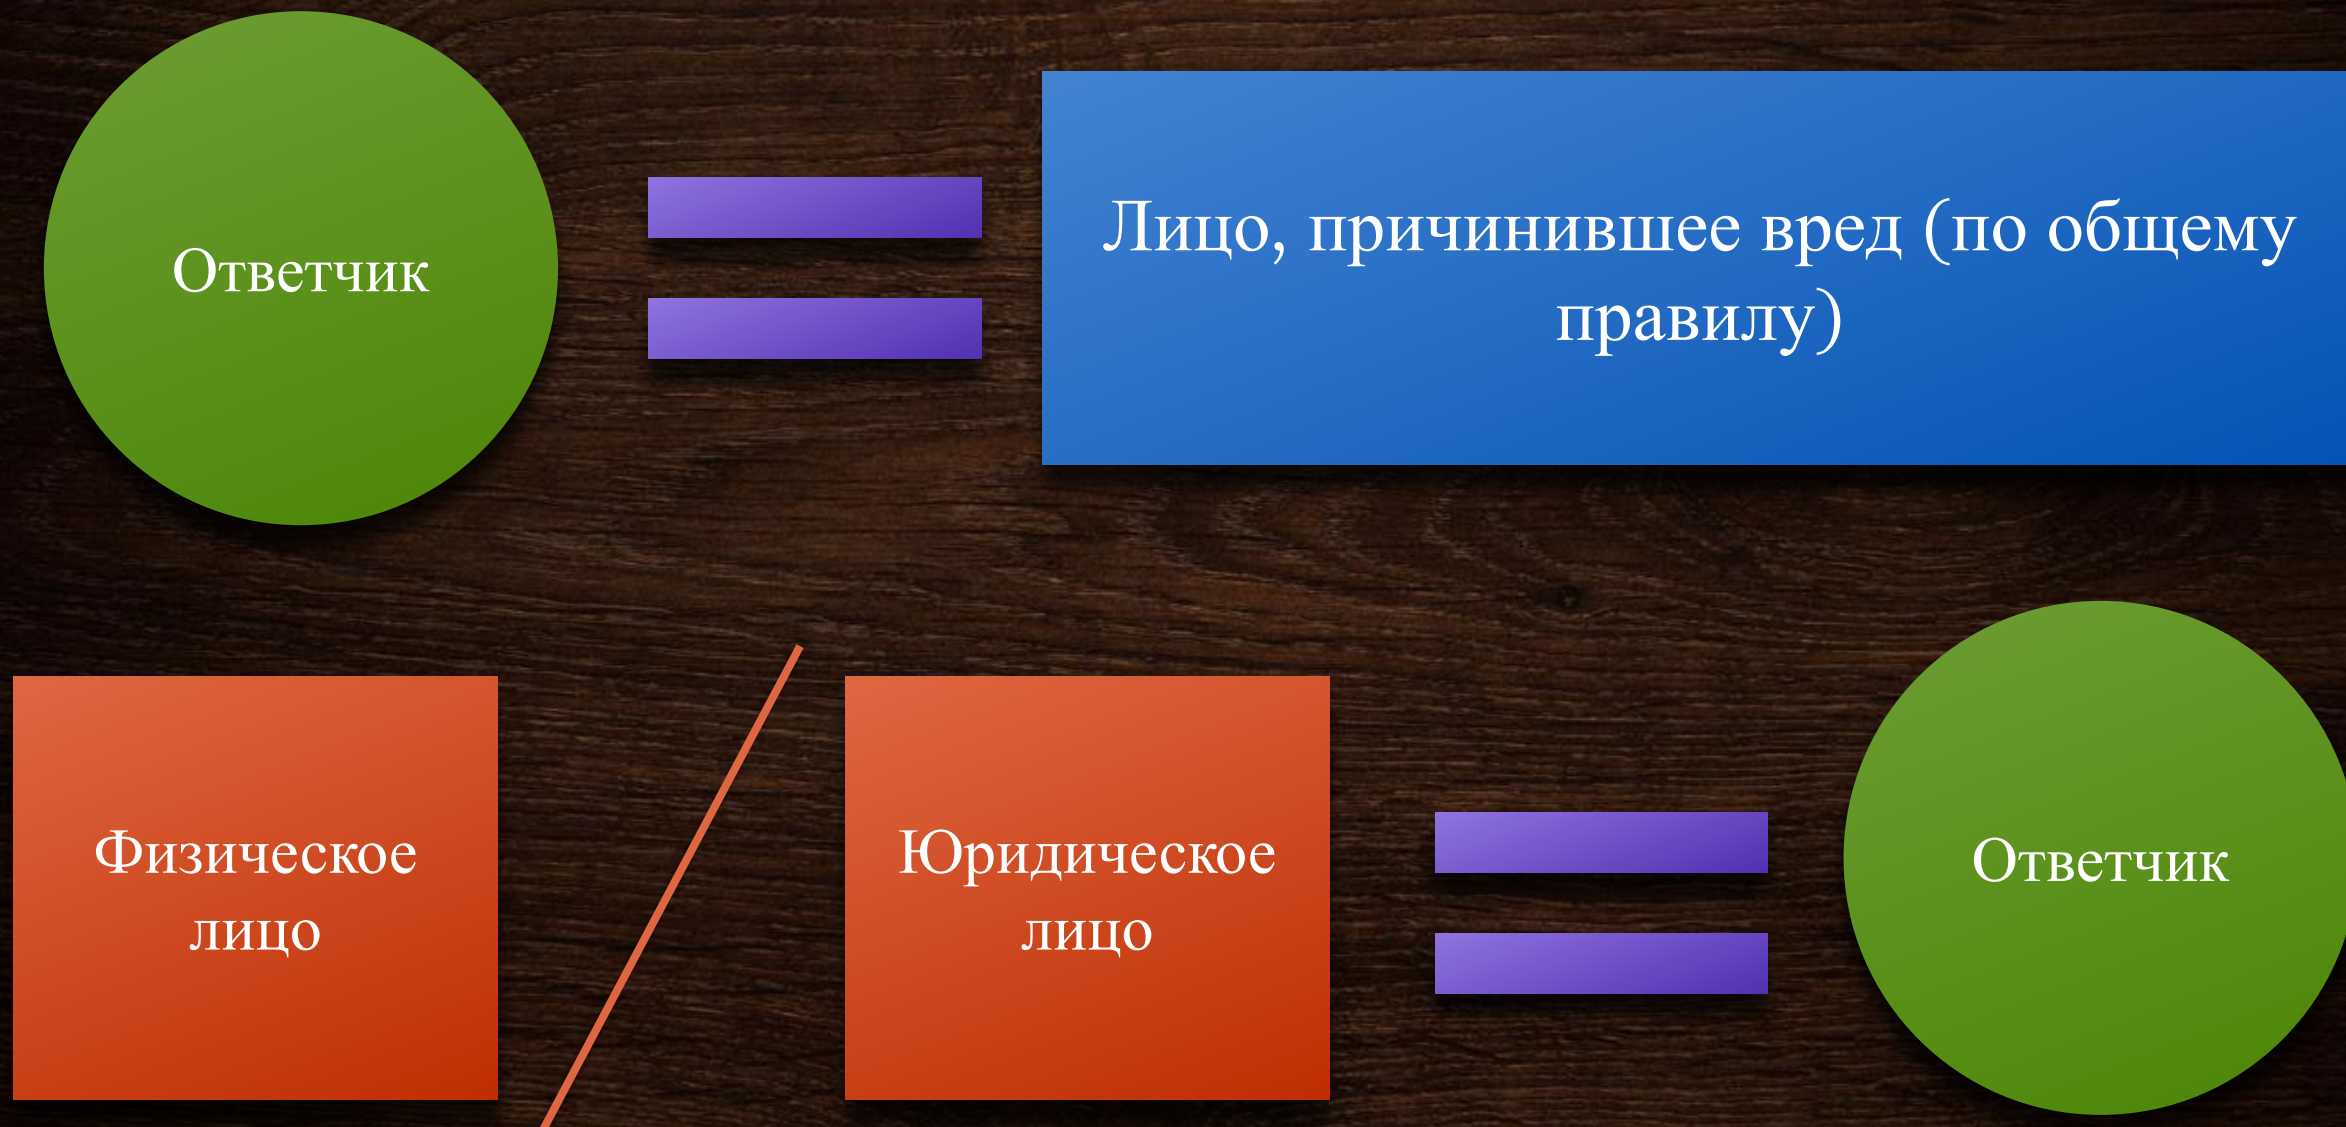 Ответчик
Лицо, причинившее вред (по общему
правилу)
Физическое
лицо
Юридическое
лицо
Ответчик